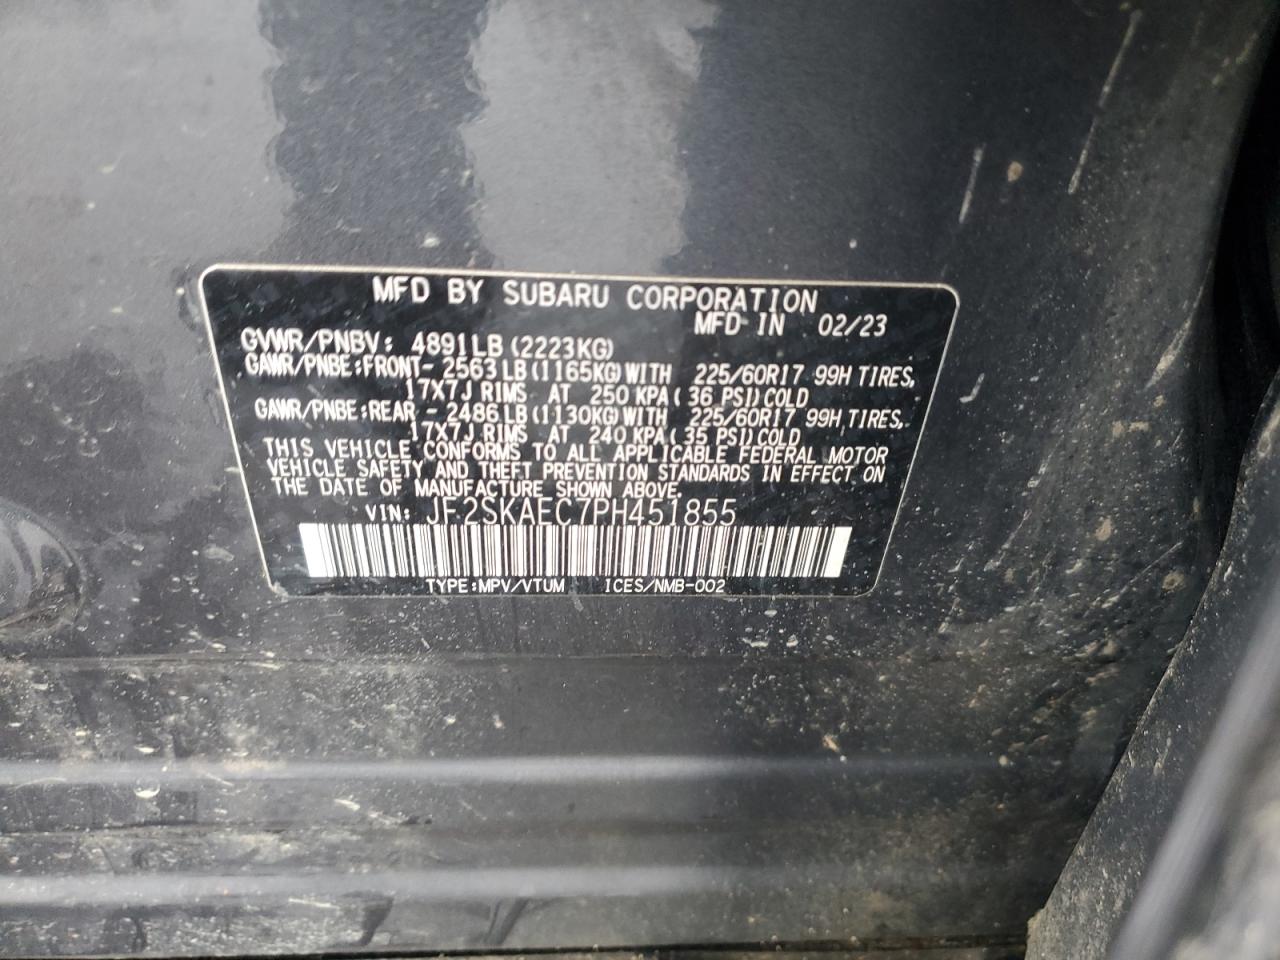 MFD BY SUBARU CORPORATION
MFD IN 02/23
GVWR/PNBV: 4891LB(2223KG)
GAWR/PNBE:FRONT- 2563LB(1165KG)WITH 225/60R17 99H TIRES,
17X7J RIMS AT 250 KPA( 36 PSI)COLD
GAWR/PNBE:REAR - 2486LB(1130KG)WITH 225/60R17 99H TIRES,
17X7J RIMS AT 240 KPA( 35 PSI)COLD
THIS VEHICLE CONFORMS TO ALL APPLICABLE FEDERAL MOTOR
VEHICLE SAFETY AND THEFT PREVENTION STANDARDS IN EFFECT ON
THE DATE OF MANUFACTURE SHOWN ABOVE.
VIN: JF2SKAEC7PH451855
TYPE:MPV/VTUM ICES/NMB-002